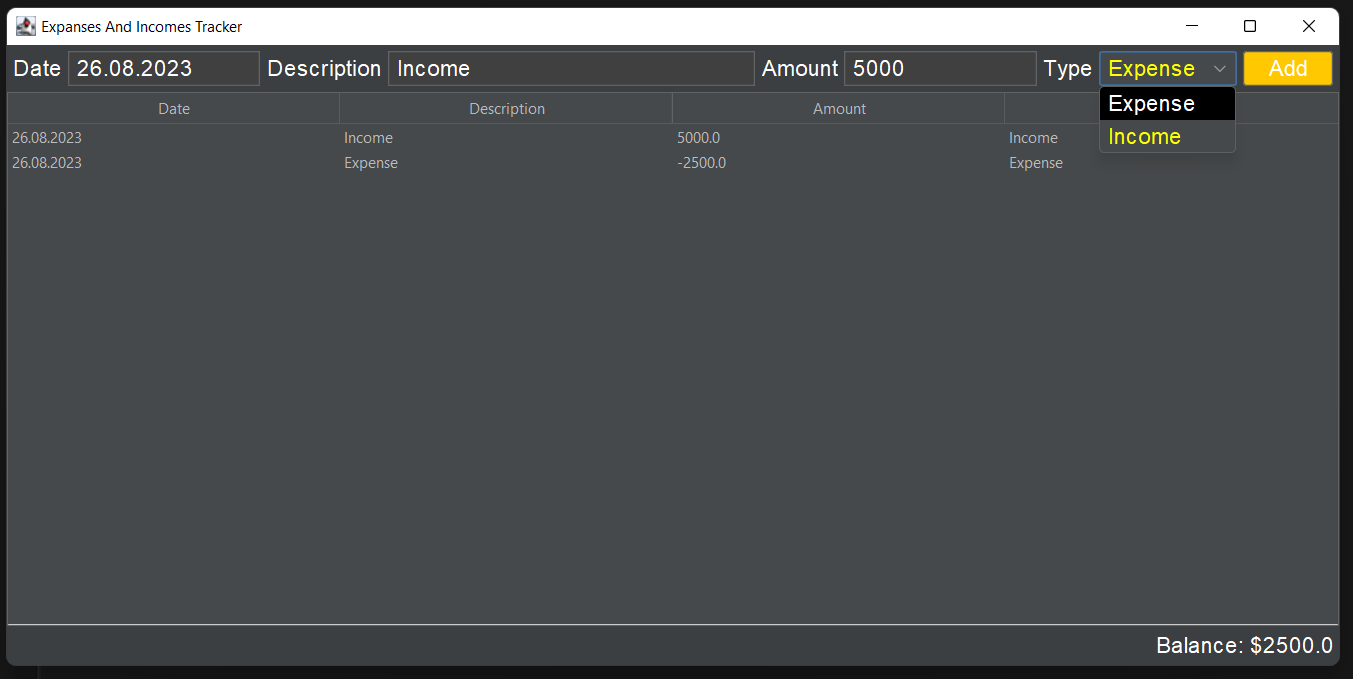 Expanses And Incomes Tracker
Date 26.08.2023 Description Income Amount 5000 Type Expense Add
Expense
Income
Date Description Amount
26.08.2023 Income 5000.0 Income
26.08.2023 Expense -2500.0 Expense
Balance: $2500.0